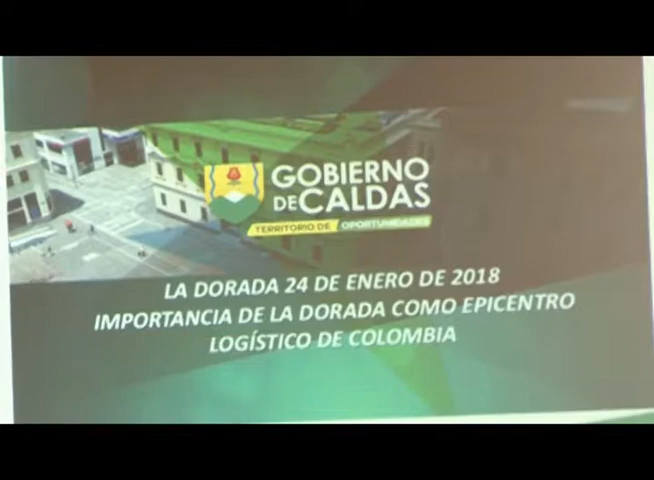 GOBIERNO
DE CALDAS
TERRITORIO DE OPORTUNIDADES
LA DORADA 24 DE ENERO DE 2018
IMPORTANCIA DE LA DORADA COMO EPICENTRO
LOGÍSTICO DE COLOMBIA